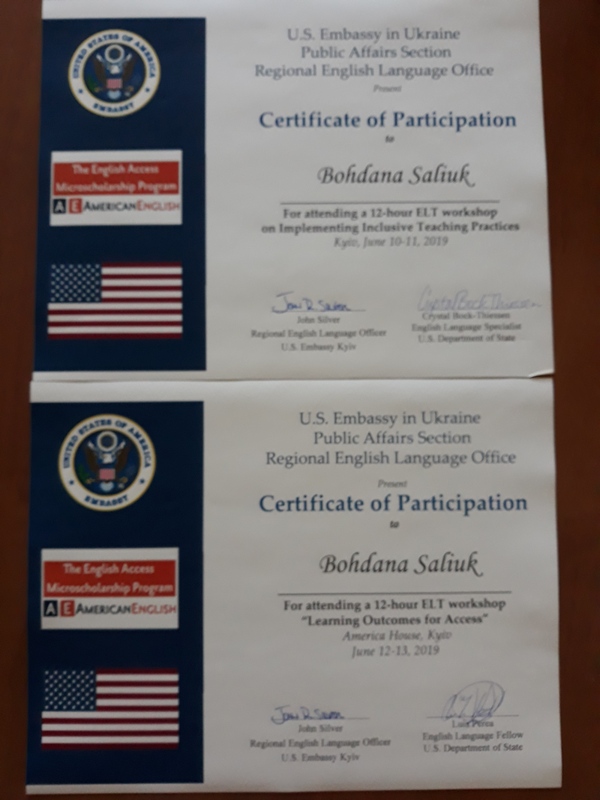 UNITED STATES OF AMERICA
EMBASSY
The English Access
Microscholarship Program
AE AMERICANENGLISH
U.S. Embassy in Ukraine
Public Affairs Section
Regional English Language Office
Present
Certificate of Participation
to
Bohdana Saliuk
For attending a 12-hour ELT workshop
on Implementing Inclusive Teaching Practices
Kyiv, June 10-11, 2019
John Silver
Regional English Language Officer
U.S. Embassy Kyiv
Crystal Bock-Thiessen
English Language Specialist
U.S. Department of State
UNITED STATES OF AMERICA
EMBASSY
The English Access
Microscholarship Program
AE AMERICANENGLISH
U.S. Embassy in Ukraine
Public Affairs Section
Regional English Language Office
Present
Certificate of Participation
to
Bohdana Saliuk
For attending a 12-hour ELT workshop
"Learning Outcomes for Access"
America House, Kyiv
June 12-13, 2019
John Silver
Regional English Language Officer
U.S. Embassy Kyiv
English Language Fellow
U.S. Department of State